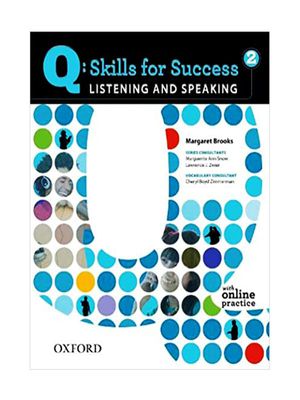 Q: Skills for Success 2
LISTENING AND SPEAKING
Margaret Brooks
SERIES CONSULTANTS
Marguerite Ann Snow
Lawrence J. Zwier
VOCABULARY CONSULTANT
Cheryl Boyd Zimmerman
with
online
practice
OXFORD